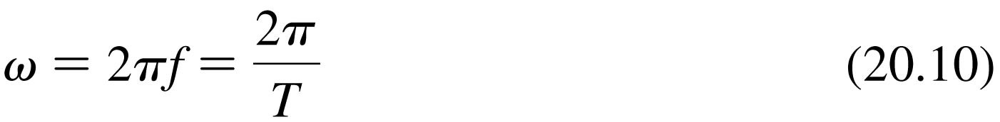 ω = 2πf = 2π/T (20.10)